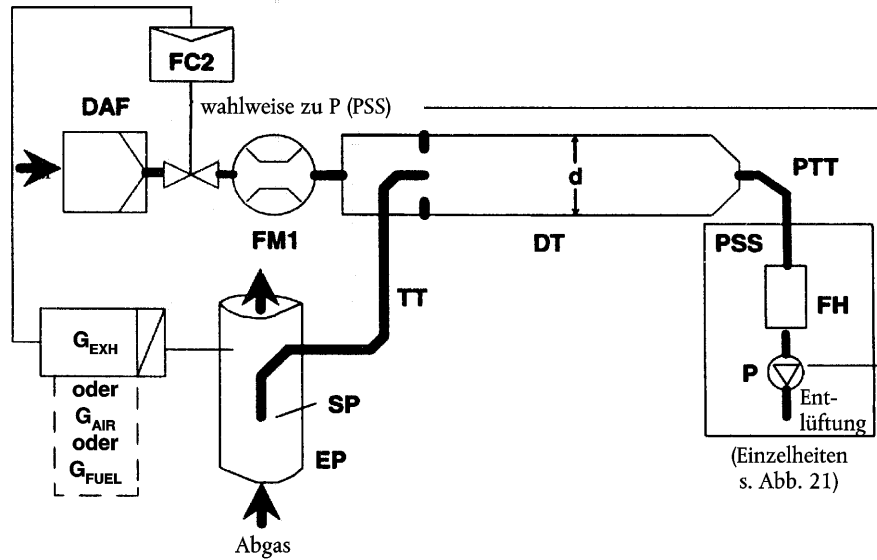 FC2
DAF
wahlweise zu P (PSS)
d
PTT
FM1
DT
PSS
TT
FH
G_EXH
oder
G_AIR
oder
G_FUEL
SP
EP
P
Ent-
lüftung
(Einzelheiten
s. Abb. 21)
Abgas